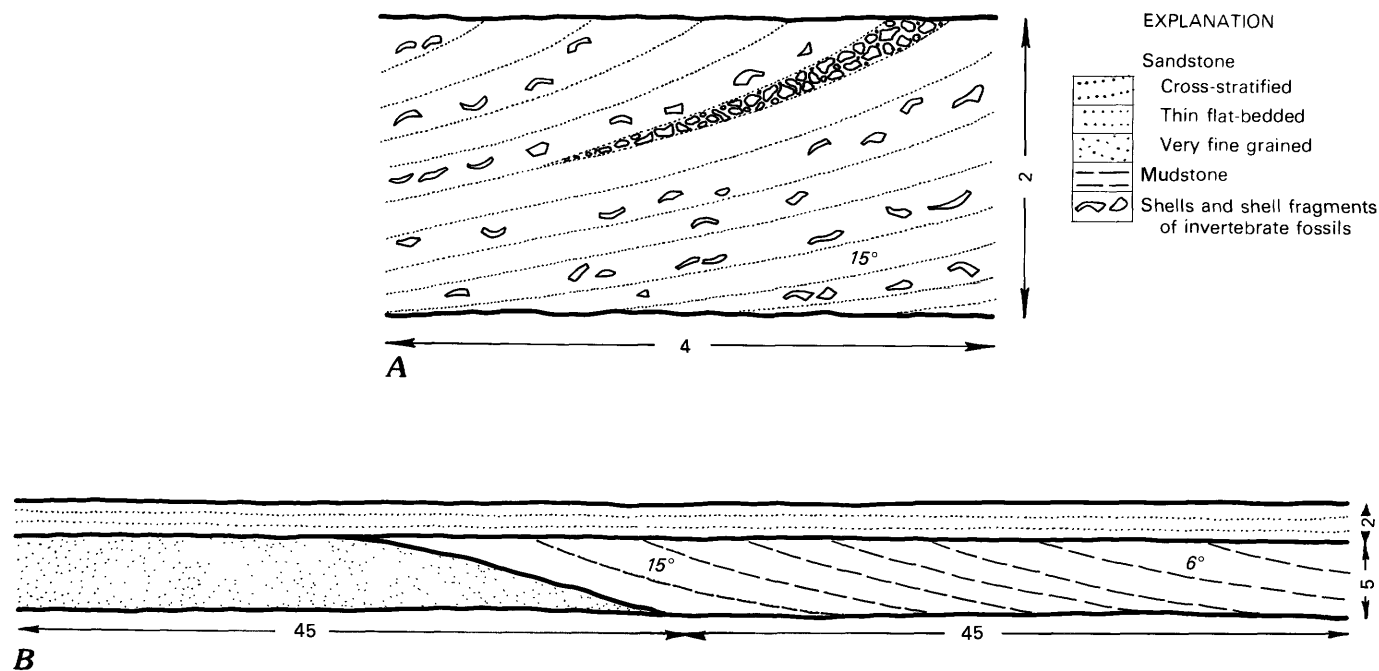 EXPLANATION
Sandstone
Cross-stratified
Thin flat-bedded
Very fine grained
Mudstone
Shells and shell fragments
of invertebrate fossils
15°
2
4
A
2
15°
6°
5
45
45
B